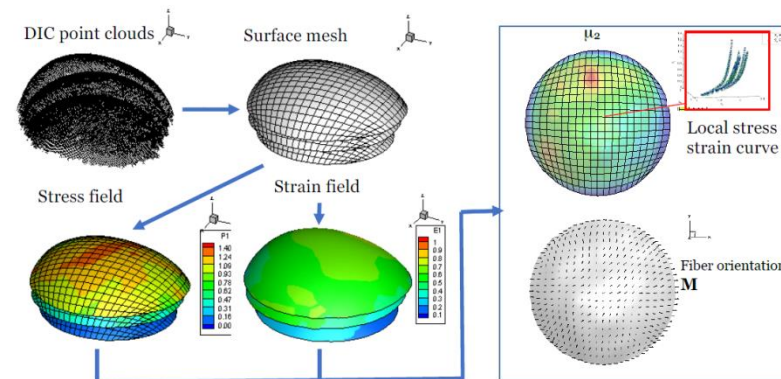 DIC point clouds
Surface mesh
μ₂
Local stress
strain curve
Stress field
Strain field
P1
1.40
1.24
1.09
0.93
0.78
0.62
0.47
0.31
0.16
0.00
E1
1
0.9
0.8
0.7
0.6
0.5
0.4
0.3
0.2
0.1
Fiber orientation
M